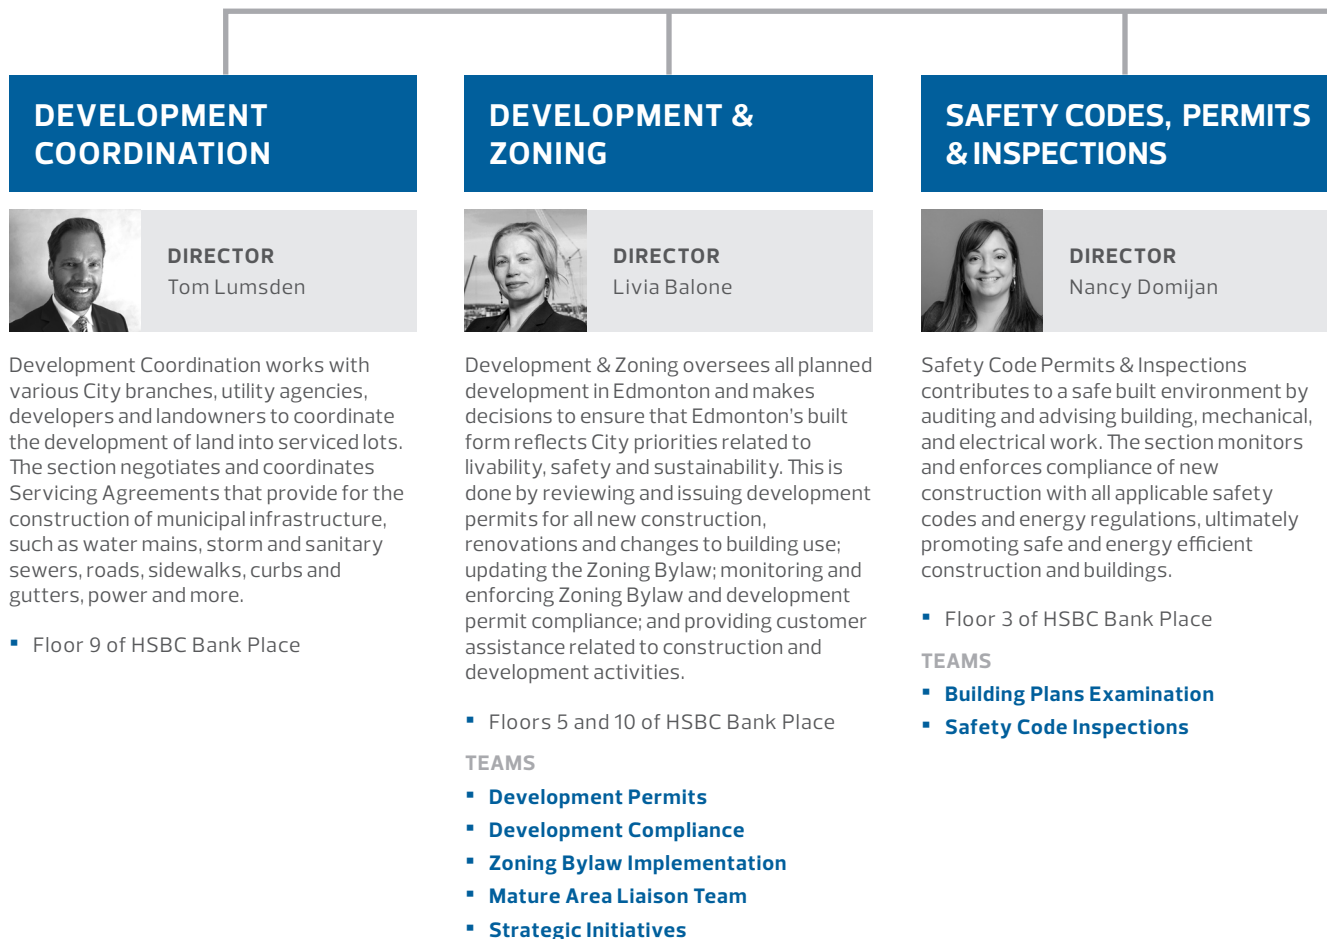 DEVELOPMENT
COORDINATION
DIRECTOR
Tom Lumsden
Development Coordination works with
various City branches, utility agencies,
developers and landowners to coordinate
the development of land into serviced lots.
The section negotiates and coordinates
Servicing Agreements that provide for the
construction of municipal infrastructure,
such as water mains, storm and sanitary
sewers, roads, sidewalks, curbs and
gutters, power and more.
▪ Floor 9 of HSBC Bank Place
DEVELOPMENT &
ZONING
DIRECTOR
Livia Balone
Development & Zoning oversees all planned
development in Edmonton and makes
decisions to ensure that Edmonton's built
form reflects City priorities related to
livability, safety and sustainability. This is
done by reviewing and issuing development
permits for all new construction,
renovations and changes to building use;
updating the Zoning Bylaw; monitoring and
enforcing Zoning Bylaw and development
permit compliance; and providing customer
assistance related to construction and
development activities.
▪ Floors 5 and 10 of HSBC Bank Place
TEAMS
▪ Development Permits
▪ Development Compliance
▪ Zoning Bylaw Implementation
▪ Mature Area Liaison Team
▪ Strategic Initiatives
SAFETY CODES, PERMITS
& INSPECTIONS
DIRECTOR
Nancy Domijan
Safety Code Permits & Inspections
contributes to a safe built environment by
auditing and advising building, mechanical,
and electrical work. The section monitors
and enforces compliance of new
construction with all applicable safety
codes and energy regulations, ultimately
promoting safe and energy efficient
construction and buildings.
▪ Floor 3 of HSBC Bank Place
TEAMS
▪ Building Plans Examination
▪ Safety Code Inspections